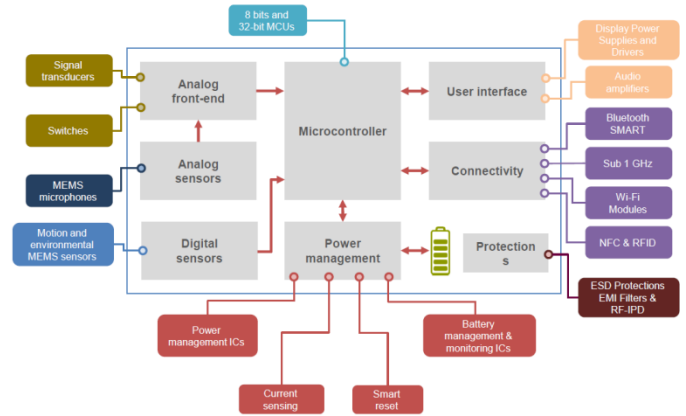 8 bits and
32-bit MCUs
Display Power
Supplies and
Drivers
Signal
transducers
Analog
front-end
Microcontroller
User interface
Audio
amplifiers
Switches
Bluetooth
SMART
Analog
sensors
Connectivity
Sub 1 GHz
MEMS
microphones
Wi-Fi
Modules
Motion and
environmental
MEMS sensors
Digital
sensors
Power
management
Protection
s
NFC & RFID
ESD Protections
EMI Filters &
RF-IPD
Power
management ICs
Battery
management &
monitoring ICs
Current
sensing
Smart
reset